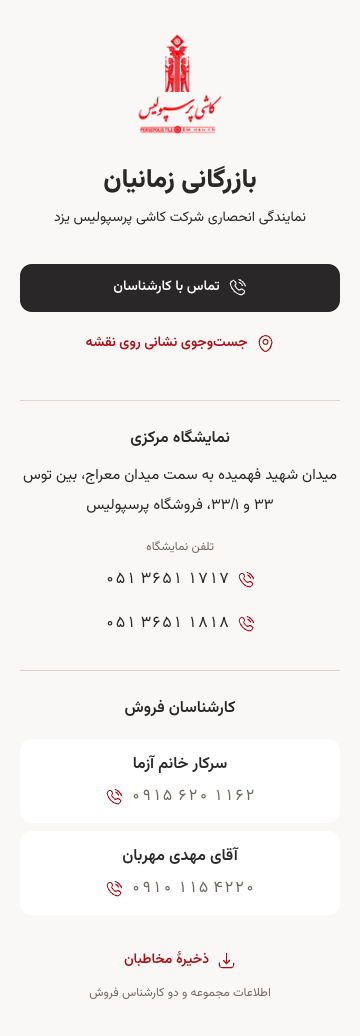 کاشی پرسپولیس
PERSEPOLIS TILE
بازرگانی زمانیان
نمایندگی انحصاری شرکت کاشی پرسپولیس یزد
تماس با کارشناسان
جست‌وجوی نشانی روی نقشه
نمایشگاه مرکزی
میدان شهید فهمیده به سمت میدان معراج، بین توس
۳۳ و ۳۳/۱، فروشگاه پرسپولیس
تلفن نمایشگاه
۰۵۱ ۳۶۵۱ ۱۷۱۷
۰۵۱ ۳۶۵۱ ۱۸۱۸
کارشناسان فروش
سرکار خانم آزما
۰۹۱۵ ۶۲۰ ۱۱۶۲
آقای مهدی مهربان
۰۹۱۰ ۱۱۵ ۴۲۲۰
ذخیرهٔ مخاطبان
اطلاعات مجموعه و دو کارشناس فروش